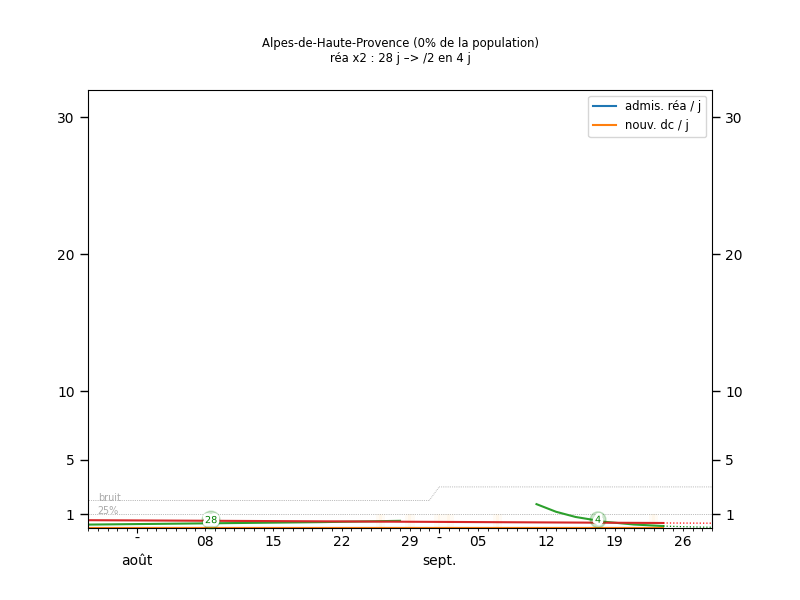 Alpes-de-Haute-Provence (0% de la population)
réa x2 : 28 j –> /2 en 4 j
admis. réa / j
nouv. dc / j
30
30
20
20
10
10
5
5
bruit
25%
1
1
28
4
- 08 15 22 29 - 05 12 19 26
août sept.